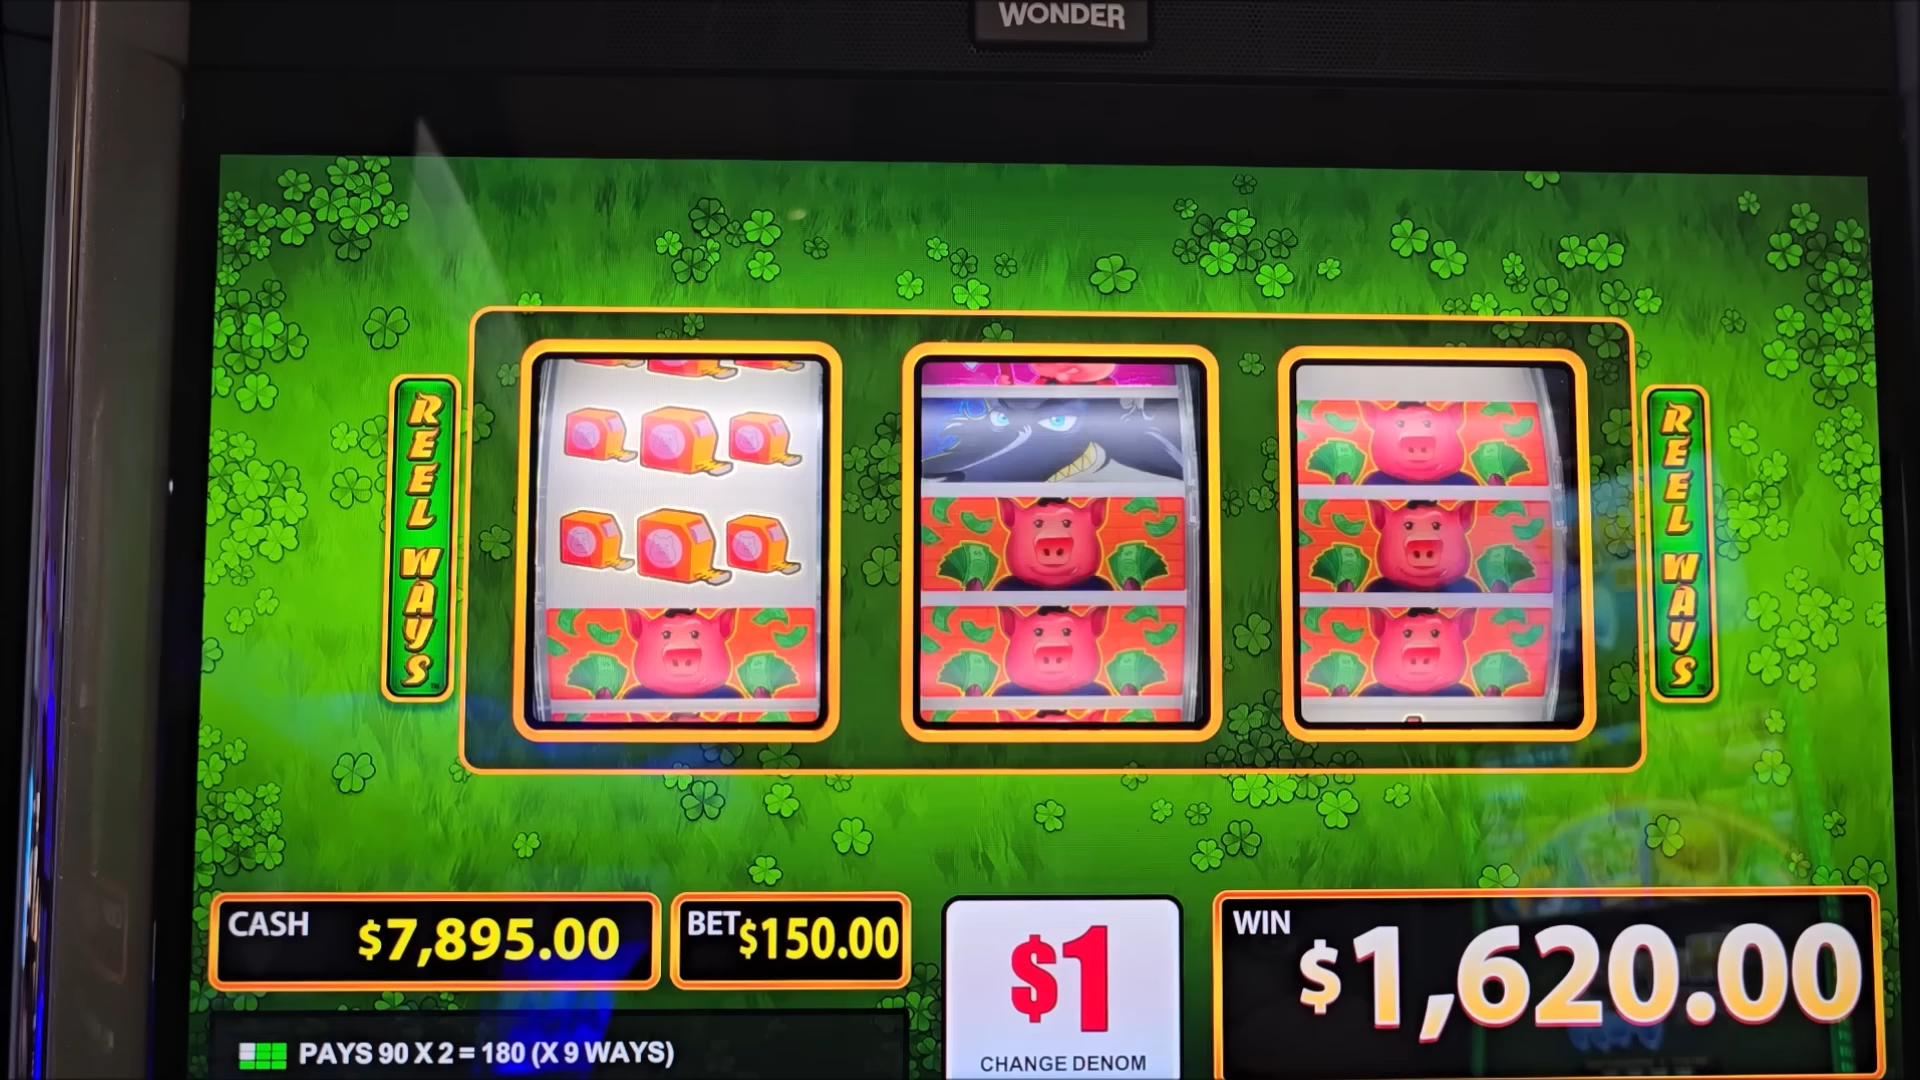 WONDER
REEL WAYS
REEL WAYS
CASH $7,895.00
BET $150.00
$1
CHANGE DENOM
WIN $1,620.00
PAYS 90 X 2 = 180 (X 9 WAYS)